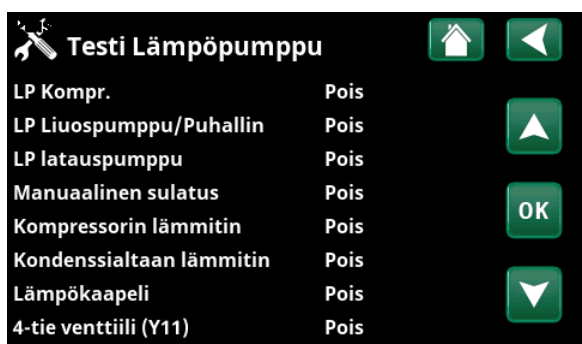 Testi Lämpöpumppu
LP Kompr. Pois
LP Liuospumppu/Puhallin Pois
LP latauspumppu Pois
Manuaalinen sulatus Pois
OK
Kompressorin lämmitin Pois
Kondenssialtaan lämmitin Pois
Lämpökaapeli Pois
4-tie venttiili (Y11) Pois